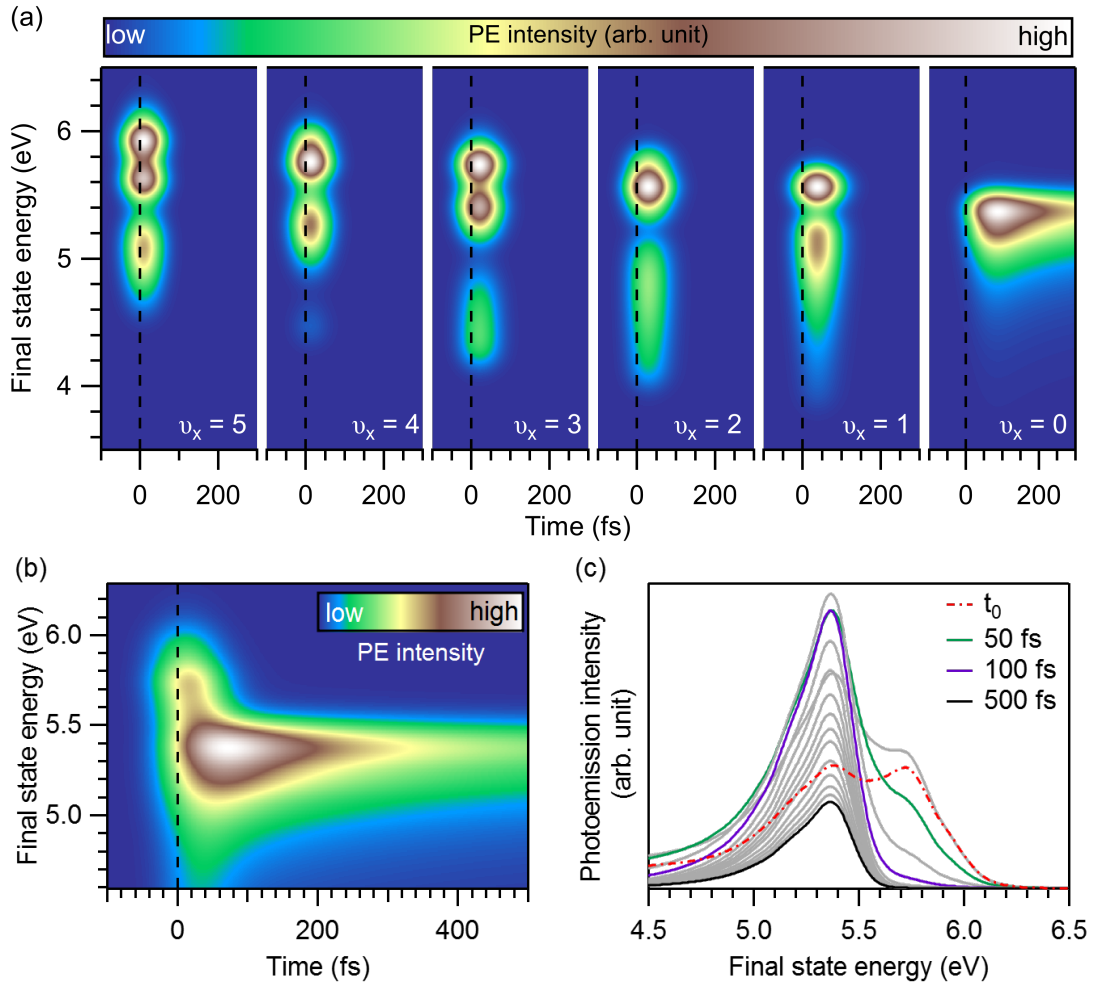 (a)
low PE intensity (arb. unit) high
Final state energy (eV)
6
5
4
υx = 5 υx = 4 υx = 3 υx = 2 υx = 1 υx = 0
0 200 0 200 0 200 0 200 0 200 0 200
Time (fs)
(b)
Final state energy (eV)
6.0
5.5
5.0
low high
PE intensity
0 200 400
Time (fs)
(c)
Photoemission intensity
(arb. unit)
t0
50 fs
100 fs
500 fs
4.5 5.0 5.5 6.0 6.5
Final state energy (eV)